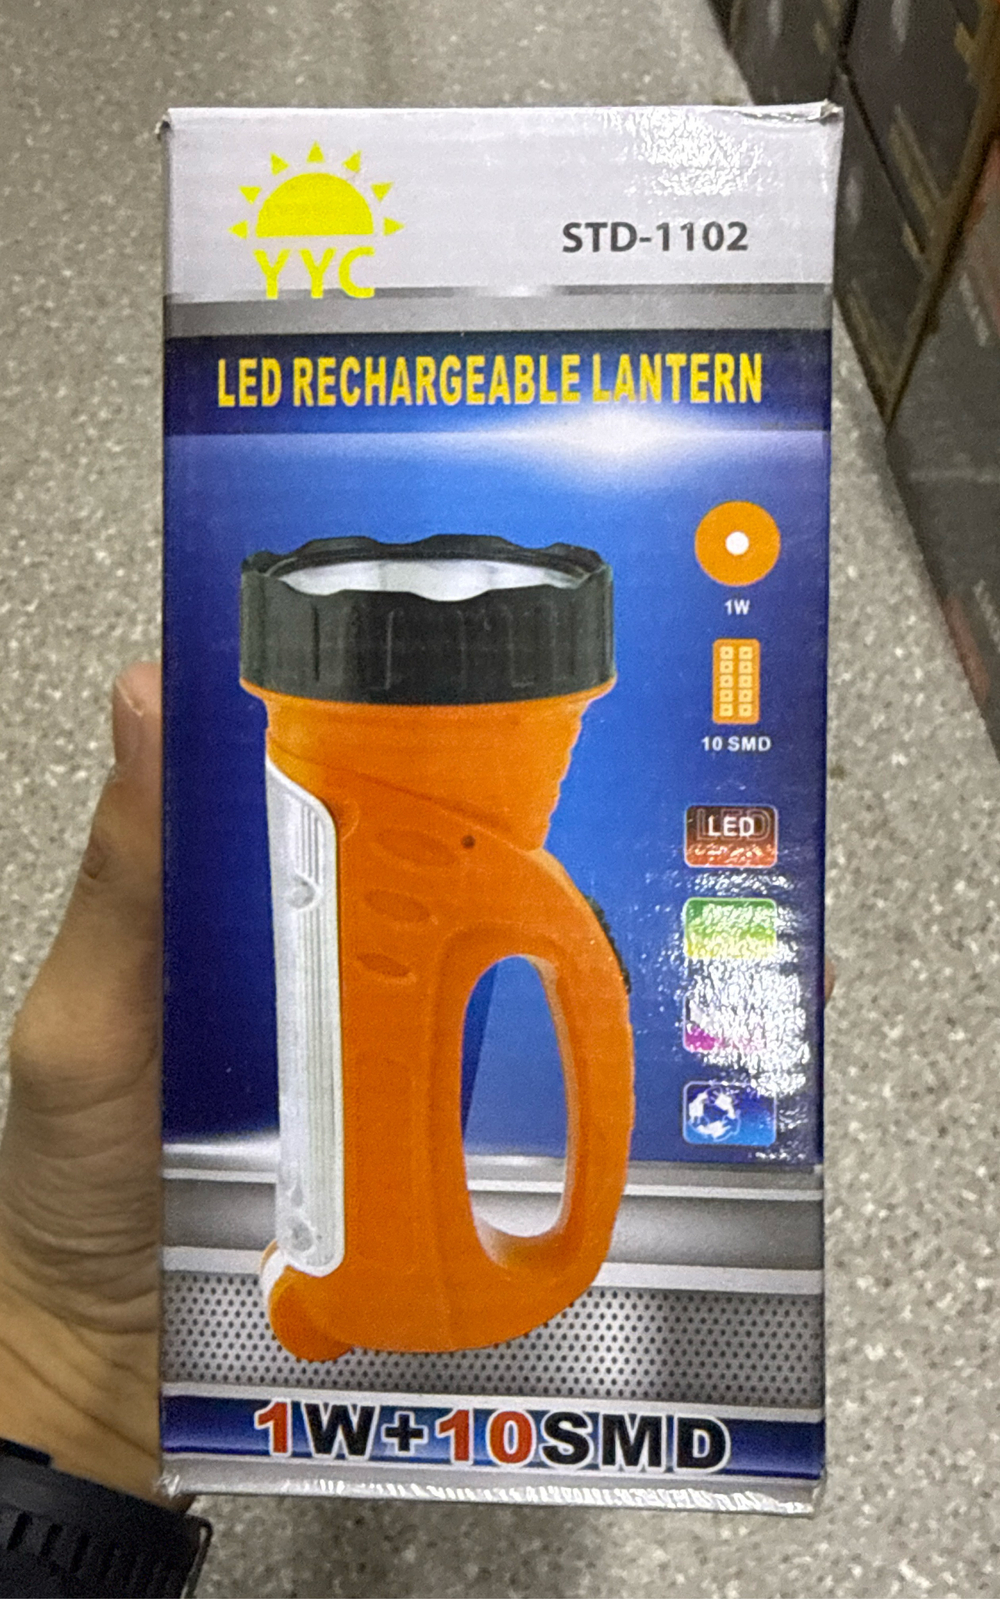 YYC
STD-1102
LED RECHARGEABLE LANTERN
1W
10 SMD
LED
1W+10SMD